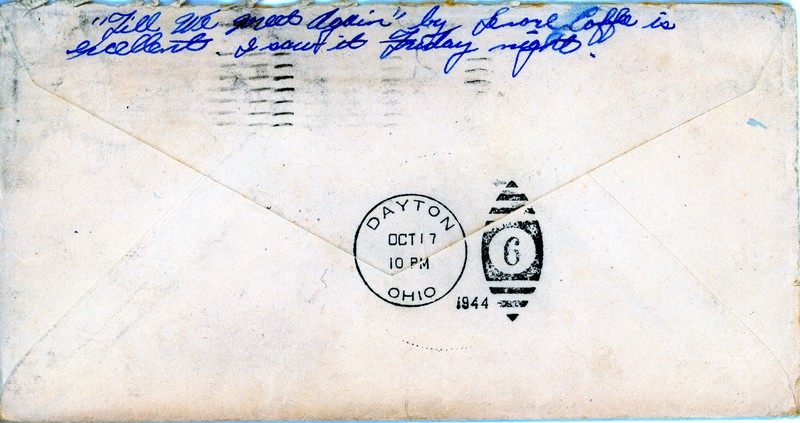 "Till We Meet Again" by Lenore Coffee is
excellent. I saw it Friday night.
DAYTON
OCT 17
10 PM
OHIO
1944
6